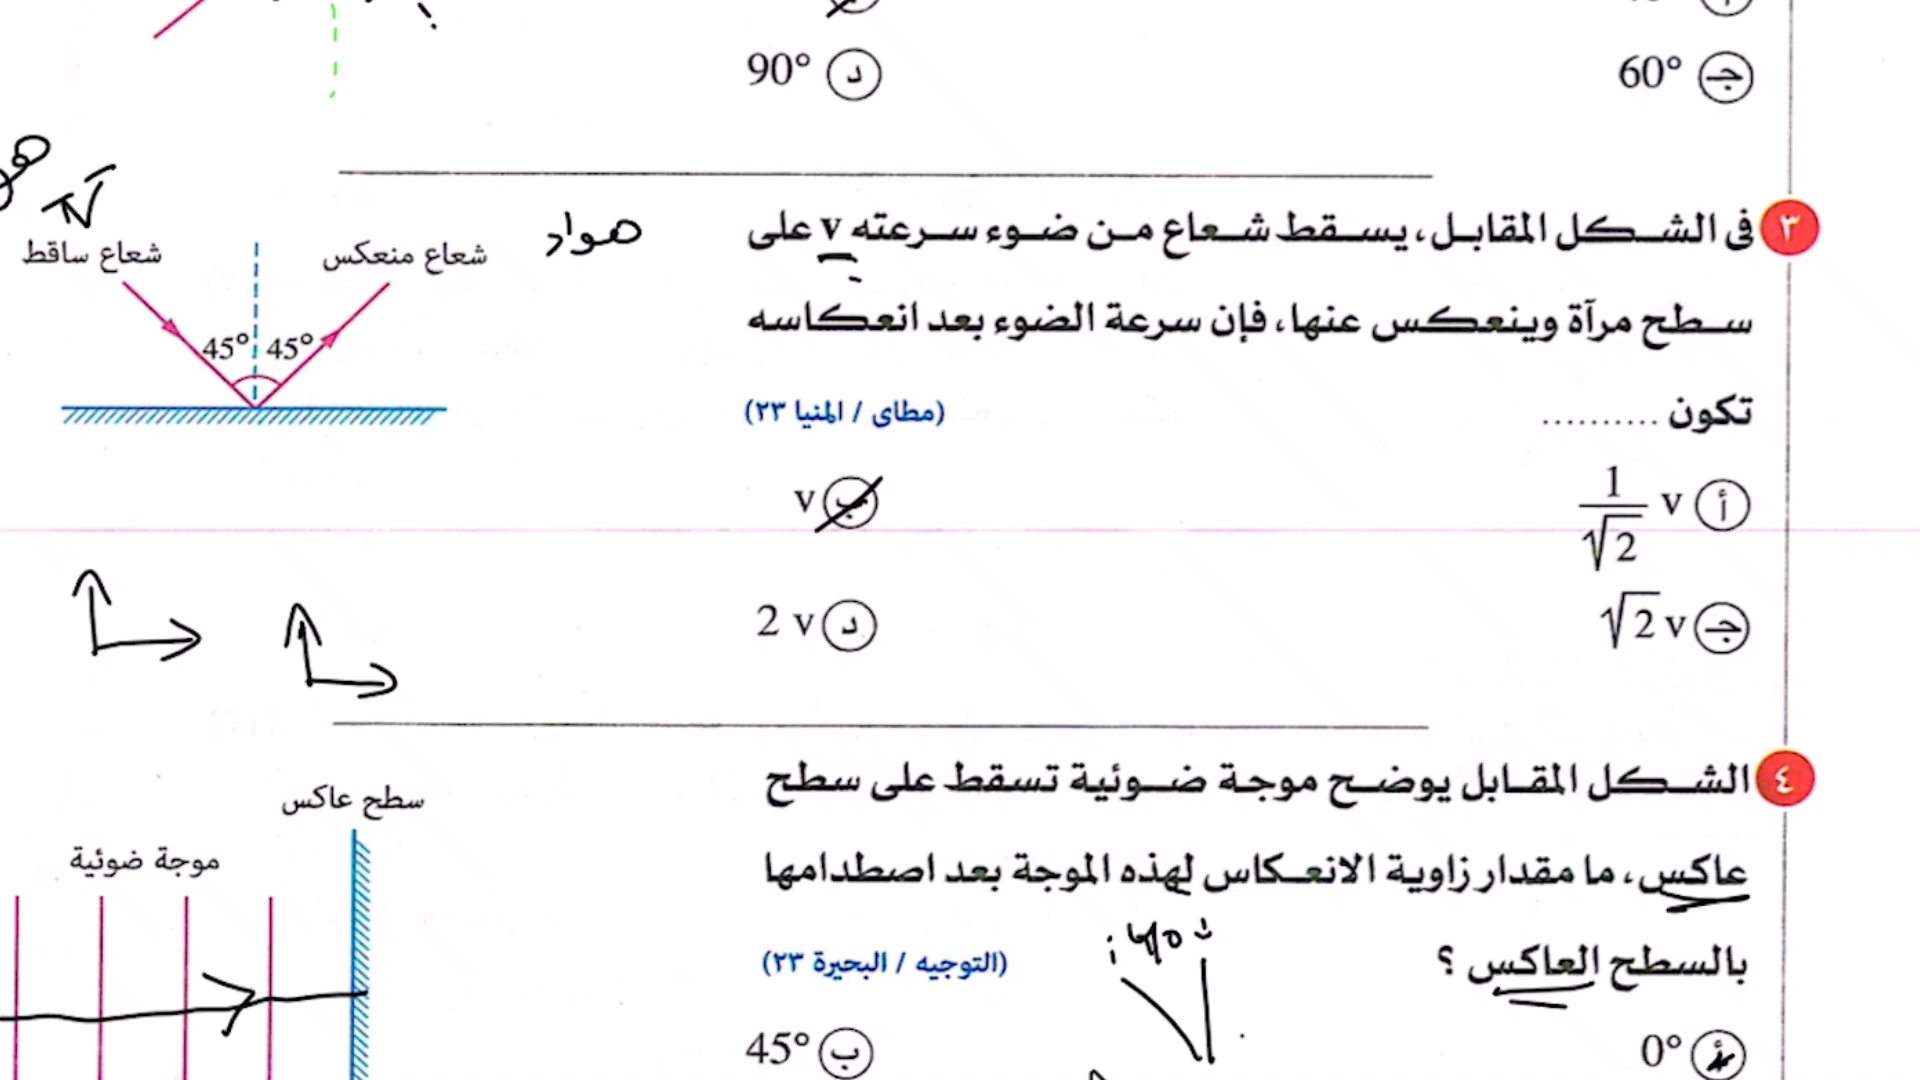 60° جـ
90° د
٣ فى الشكل المقابل، يسقط شعاع من ضوء سرعته v على
سطح مرآة وينعكس عنها، فإن سرعة الضوء بعد انعكاسه
تكون ..........
(مطاى / المنيا ٢٣)
هواء
شعاع منعكس
شعاع ساقط
45° 45°
أ 1/√2 v
ب v
جـ √2 v
د 2 v
٤ الشكل المقابل يوضح موجة ضوئية تسقط على سطح
عاكس، ما مقدار زاوية الانعكاس لهذه الموجة بعد اصطدامها
بالسطح العاكس ؟
(التوجيه / البحيرة ٢٣)
سطح عاكس
موجة ضوئية
أ 0°
ب 45°